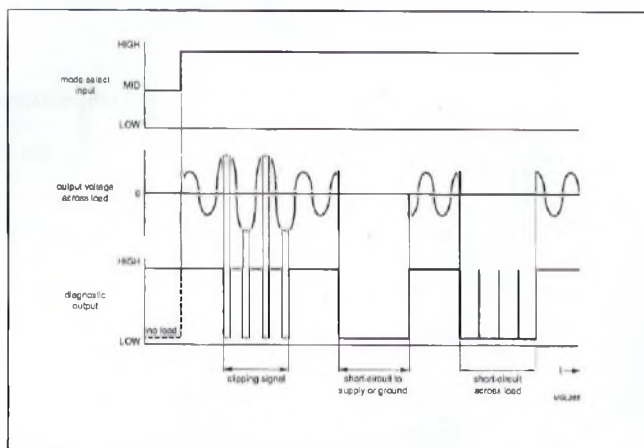 HIGH
mode select
input
MID
LOW
output voltage
across load
0
HIGH
diagnostic
output
no load
LOW
clipping signal
short-circuit to
supply or ground
short-circuit
across load
t